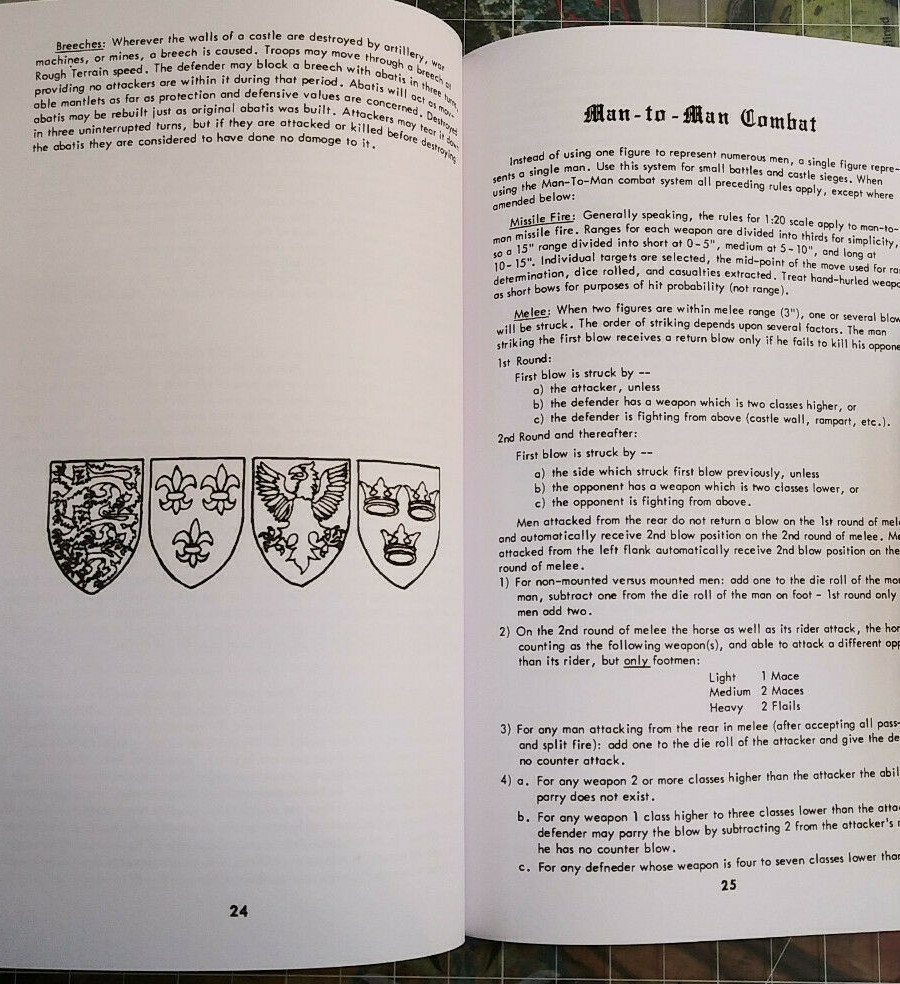 Breeches: Wherever the walls of a castle are destroyed by artillery, war
machines, or mines, a breech is caused. Troops may move through a breech at
Rough Terrain speed. The defender may block a breech with abatis in three turns,
providing no attackers are within it during that period. Abatis will act as mov-
able mantlets as far as protection and defensive values are concerned. Destroyed
abatis may be rebuilt just as original abatis was built. Attackers may tear it down
in three uninterrupted turns, but if they are attacked or killed before destroying
the abatis they are considered to have done no damage to it.
24
Man-to-Man Combat
Instead of using one figure to represent numerous men, a single figure repre-
sents a single man. Use this system for small battles and castle sieges. When
using the Man-To-Man combat system all preceding rules apply, except where
amended below:
Missile Fire: Generally speaking, the rules for 1:20 scale apply to man-to-
man missile fire. Ranges for each weapon are divided into thirds for simplicity,
so a 15" range divided into short at 0-5", medium at 5-10", and long at
10-15". Individual targets are selected, the mid-point of the move used for
determination, dice rolled, and casualties extracted. Treat hand-hurled
as short bows for purposes of hit probability (not range).
Melee: When two figures are within melee range (3"), one or several
will be struck. The order of striking depends upon several factors. The man
striking the first blow receives a return blow only if he fails to kill his
1st Round:
First blow is struck by --
a) the attacker, unless
b) the defender has a weapon which is two classes higher, or
c) the defender is fighting from above (castle wall, rampart, etc.).
2nd Round and thereafter:
First blow is struck by --
a) the side which struck first blow previously, unless
b) the opponent has a weapon which is two classes lower, or
c) the opponent is fighting from above.
Men attacked from the rear do not return a blow on the 1st round of
and automatically receive 2nd blow position on the 2nd round of melee.
attacked from the left flank automatically receive 2nd blow position on the
round of melee.
1) For non-mounted versus mounted men: add one to the die roll of the
man, subtract one from the die roll of the man on foot - 1st round only
men add two.
2) On the 2nd round of melee the horse as well as its rider attack, the
counting as the following weapon(s), and able to attack a different
than its rider, but only footmen:
Light 1 Mace
Medium 2 Maces
Heavy 2 Flails
3) For any man attacking from the rear in melee (after accepting all pass-
and split fire): add one to the die roll of the attacker and give the
no counter attack.
4) a. For any weapon 2 or more classes higher than the attacker the
parry does not exist.
b. For any weapon 1 class higher to three classes lower than the
defender may parry the blow by subtracting 2 from the attacker's
he has no counter blow.
c. For any defneder whose weapon is four to seven classes lower
25